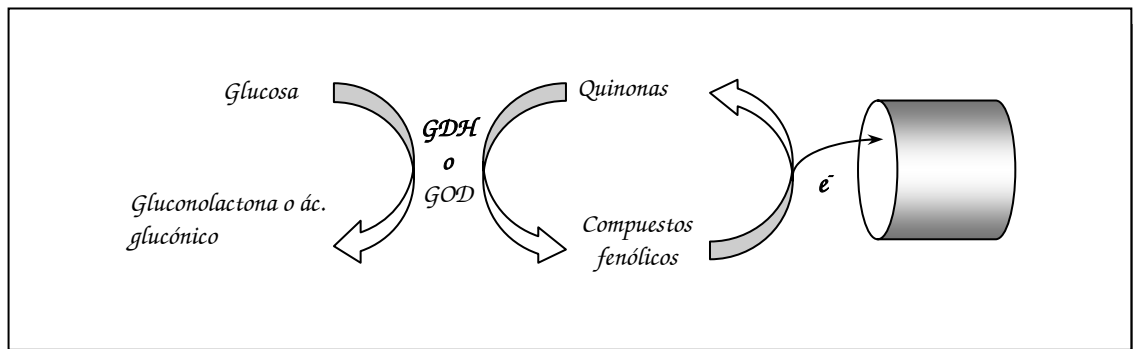 Glucosa
Gluconolactona o ác.
glucónico
GDH
o
GOD
Quinonas
Compuestos
fenólicos
e⁻